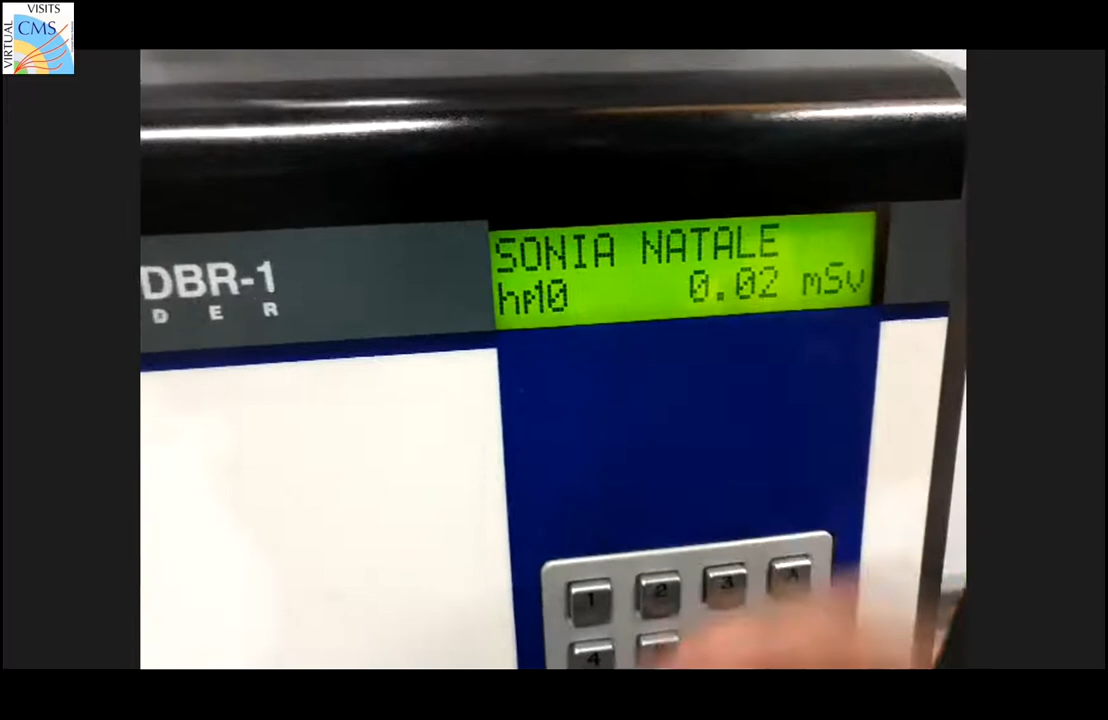 VISITS
VIRTUAL
CMS
DBR-1
D E R
SONIA NATALE
hp10 0.02 mSv
1 2 3 A
4